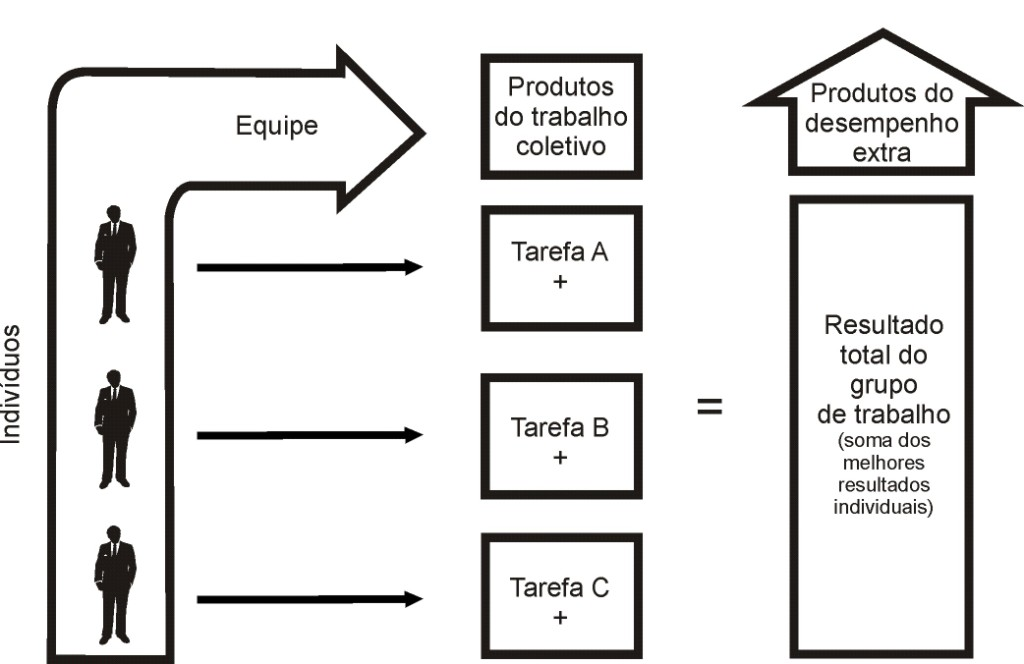 Indivíduos
Equipe
Produtos
do trabalho
coletivo
Tarefa A
+
Tarefa B
+
Tarefa C
+
=
Produtos do
desempenho
extra
Resultado
total do
grupo
de trabalho
(soma dos
melhores
resultados
individuais)